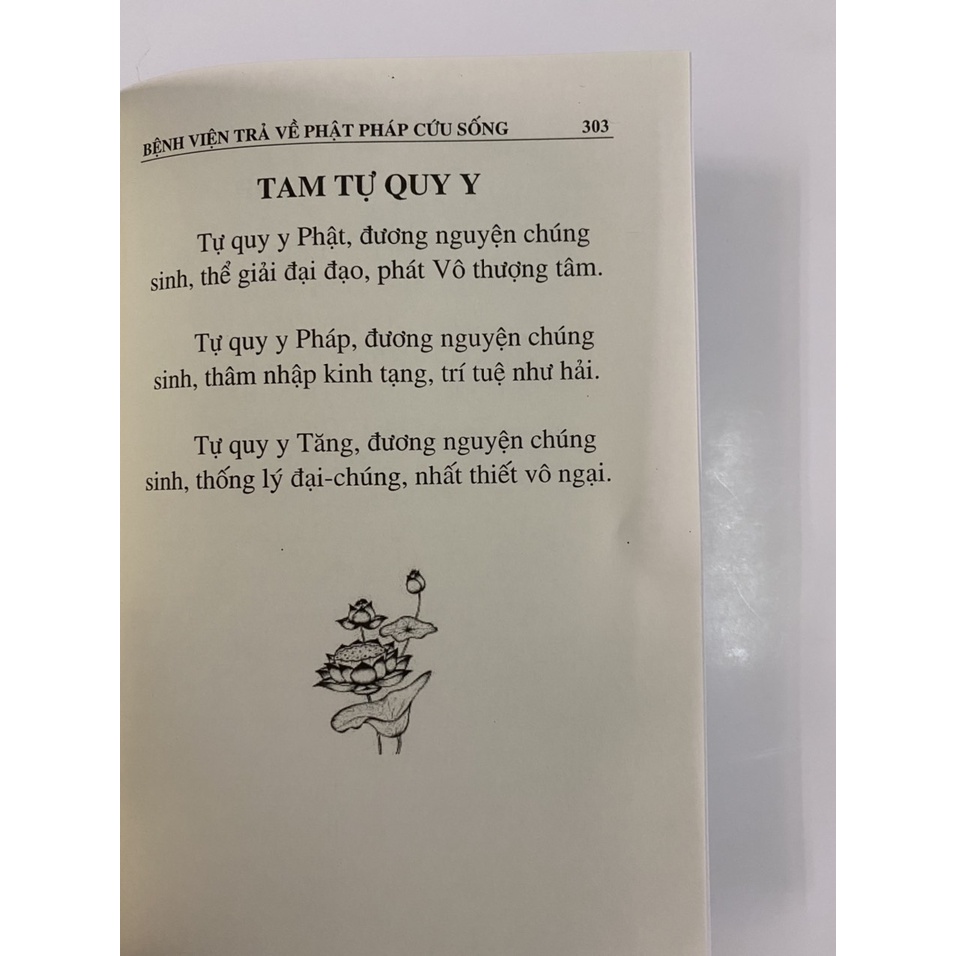 BỆNH VIỆN TRẢ VỀ PHẬT PHÁP CỨU SỐNG 303
TAM TỰ QUY Y
Tự quy y Phật, đương nguyện chúng
sinh, thể giải đại đạo, phát Vô thượng tâm.
Tự quy y Pháp, đương nguyện chúng
sinh, thâm nhập kinh tạng, trí tuệ như hải.
Tự quy y Tăng, đương nguyện chúng
sinh, thống lý đại-chúng, nhất thiết vô ngại.